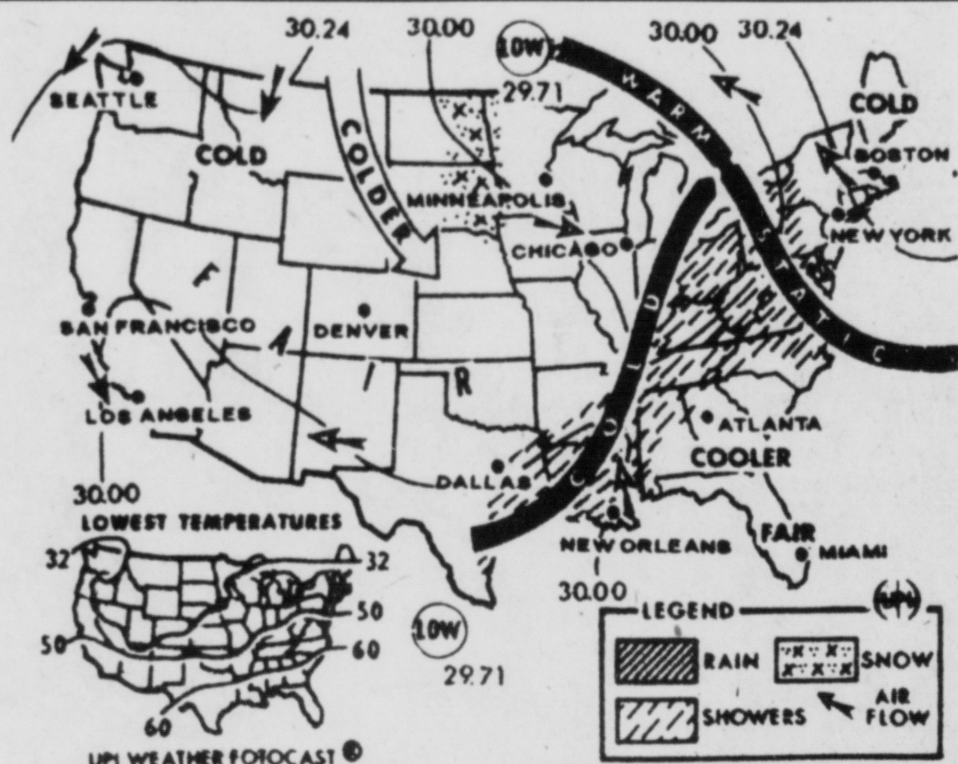 30.24
30.00
LOW
29.71
30.00
30.24
WARM
COLD
SEATTLE
COLD
COLDER
BOSTON
MINNEAPOLIS
NEW YORK
CHICAGO
STATIC
FAIR
SAN FRANCISCO
DENVER
COLD
LOS ANGELES
ATLANTA
COOLER
DALLAS
30.00
NEW ORLEANS
FAIR
MIAMI
30.00
LOWEST TEMPERATURES
32
32
50
50
60
60
LOW
29.71
UPI
LEGEND
RAIN
SNOW
SHOWERS
AIR
FLOW
UPI WEATHER FOTOCAST ®